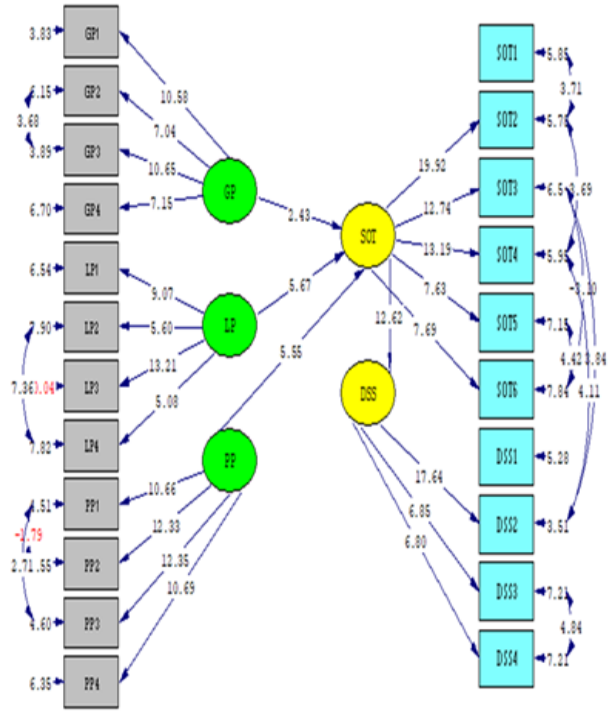 3.83 GP1
6.15 GP2
3.68
3.89 GP3
6.70 GP4
6.54 LP1
7.90 LP2
7.36 0.04 LP3
7.82 LP4
4.51 PP1
-1.79
2.71 PP2
4.60 PP3
6.35 PP4
10.58
7.04
10.65
7.15
GP
9.07
5.60
13.21
5.08
LP
10.66
12.33
12.35
10.69
PP
2.43
5.67
5.55
SOT
12.62
DSS
19.92
12.74
13.19
7.63
7.69
17.64
6.85
6.80
SOT1 5.85
3.71
SOT2
SOT3
SOT4 5.95
SOT5 7.15
4.42
SOT6 7.84
4.11
DSS1 5.28
DSS2 3.51
DSS3 7.21
4.84
DSS4 7.21